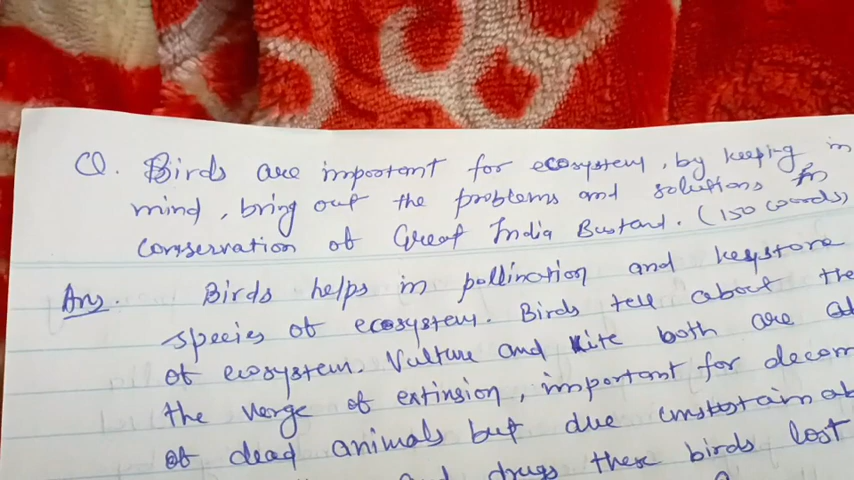 Q. Birds are important for ecosystem, by keeping in
mind, bring out the problems and solutions in
conservation of Great India Bustard. (150 words)
Ans. Birds helps in pollination and keystone
species of ecosystem. Birds tell about the
of ecosystem. Vulture and kite both are at
the verge of extinsion, important for decom
of dead animals but due unsustainab
drugs these birds lost